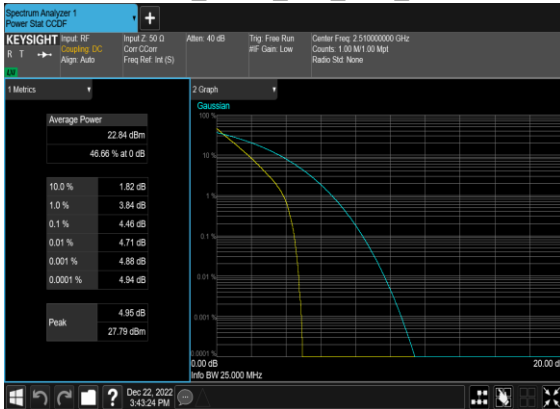 Spectrum Analyzer 1
Power Stat CCDF
+
KEYSIGHT
R T
LV
Input: RF
Coupling: DC
Align: Auto
Input Z: 50 Ω
Corr CCorr
Freq Ref: Int (S)
Atten: 40 dB
Trig: Free Run
#IF Gain: Low
Center Freq: 2.510000000 GHz
Counts: 1.00 M/1.00 Mpt
Radio Std: None
1 Metrics
Average Power
22.84 dBm
46.66 % at 0 dB
10.0 % 1.82 dB
1.0 % 3.84 dB
0.1 % 4.46 dB
0.01 % 4.71 dB
0.001 % 4.88 dB
0.0001 % 4.94 dB
Peak
4.95 dB
27.79 dBm
2 Graph
Gaussian
100 %
10 %
1 %
0.1 %
0.01 %
0.001 %
0.0001 %
0.00 dB
20.00 d
Info BW 25.000 MHz
?
Dec 22, 2022
3:43:24 PM